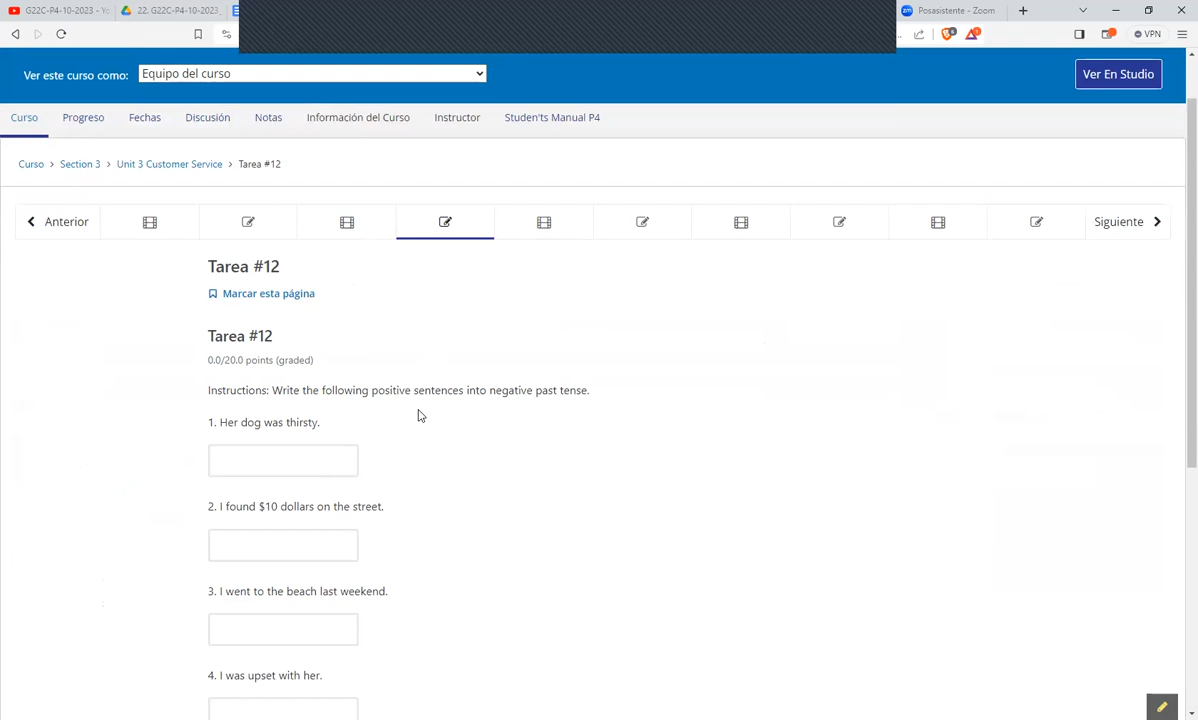 G22C-P4-10-2023 - Yo
22. G22C-P4-10-2023_
Posasistente - Zoom
VPN
Ver este curso como:
Equipo del curso
Ver En Studio
Curso
Progreso
Fechas
Discusión
Notas
Información del Curso
Instructor
Studen'ts Manual P4
Curso > Section 3 > Unit 3 Customer Service > Tarea #12
Anterior
Siguiente
Tarea #12
Marcar esta página
Tarea #12
0.0/20.0 points (graded)
Instructions: Write the following positive sentences into negative past tense.
1. Her dog was thirsty.
2. I found $10 dollars on the street.
3. I went to the beach last weekend.
4. I was upset with her.